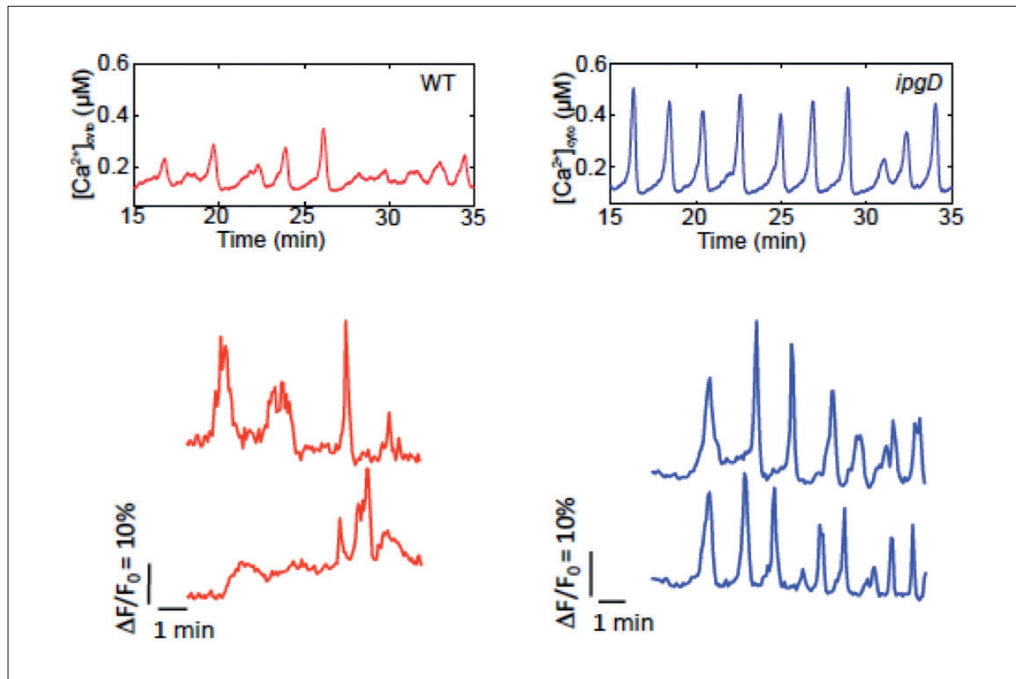 0.6
0.4
0.2
[Ca²⁺]cyto (µM)
WT
15 20 25 30 35
Time (min)
0.6
0.4
0.2
[Ca²⁺]cyto (µM)
ipgD
15 20 25 30 35
Time (min)
ΔF/F₀ = 10%
1 min
ΔF/F₀ = 10%
1 min